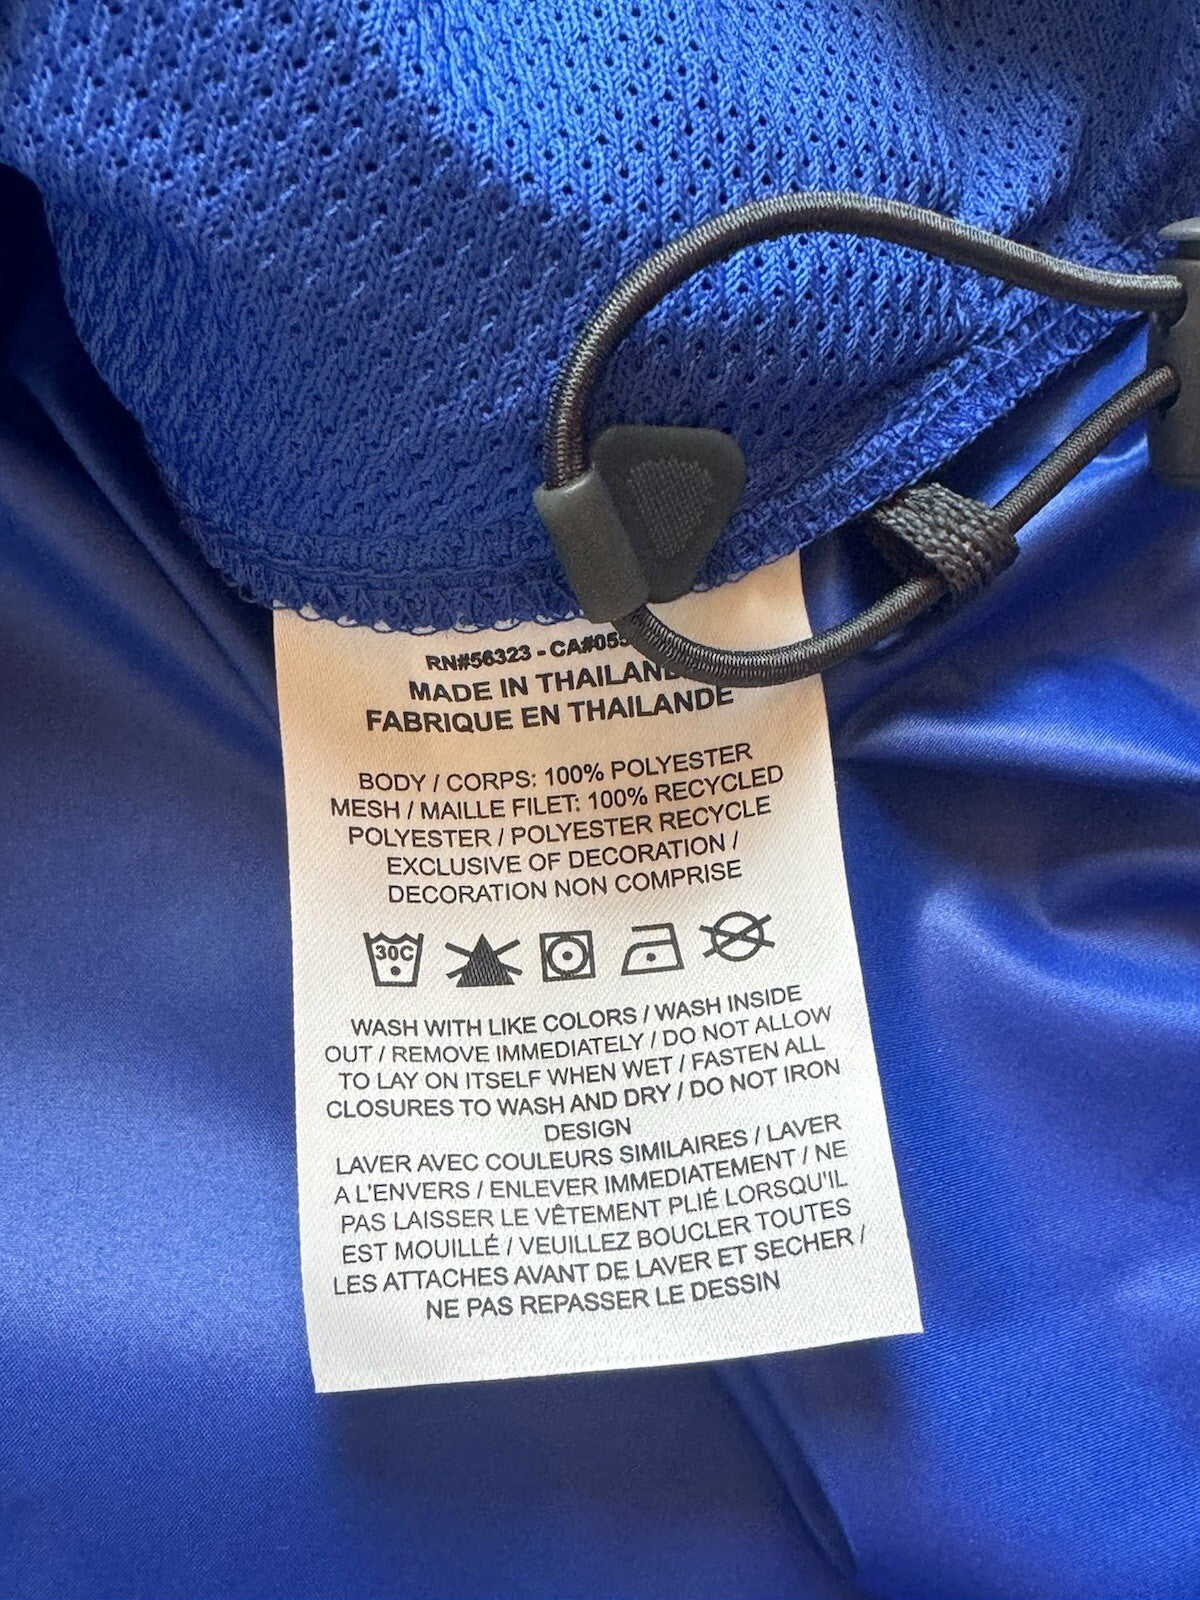 RN#56323 - CA#05
MADE IN THAILAND
FABRIQUE EN THAILANDE
BODY / CORPS: 100% POLYESTER
MESH / MAILLE FILET: 100% RECYCLED
POLYESTER / POLYESTER RECYCLE
EXCLUSIVE OF DECORATION /
DECORATION NON COMPRISE
30C
WASH WITH LIKE COLORS / WASH INSIDE
OUT / REMOVE IMMEDIATELY / DO NOT ALLOW
TO LAY ON ITSELF WHEN WET / FASTEN ALL
CLOSURES TO WASH AND DRY / DO NOT IRON
DESIGN
LAVER AVEC COULEURS SIMILAIRES / LAVER
A L'ENVERS / ENLEVER IMMEDIATEMENT / NE
PAS LAISSER LE VÊTEMENT PLIÉ LORSQU'IL
EST MOUILLÉ / VEUILLEZ BOUCLER TOUTES
LES ATTACHES AVANT DE LAVER ET SECHER /
NE PAS REPASSER LE DESSIN